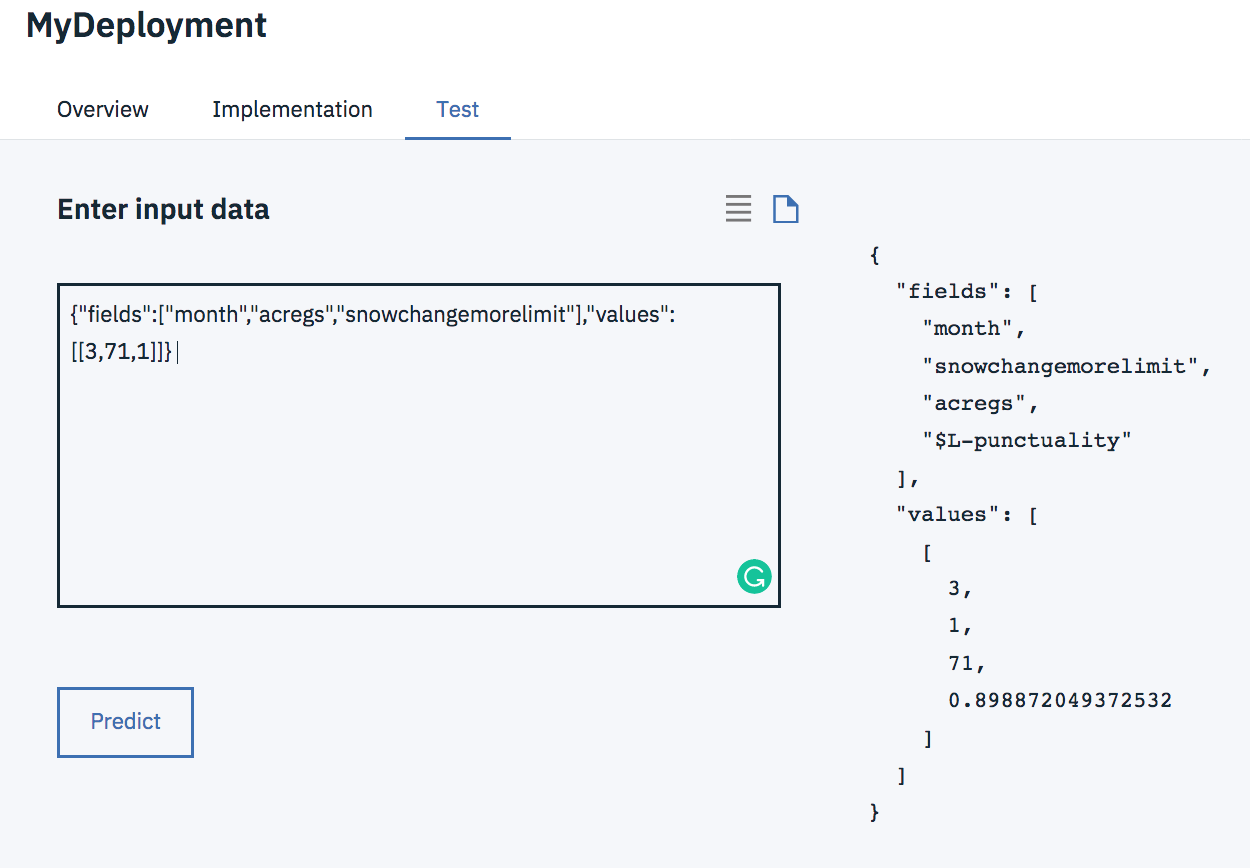 MyDeployment
Overview Implementation Test
Enter input data
{"fields":["month","acregs","snowchangemorelimit"],"values":
[[3,71,1]]}
Predict
{
"fields": [
"month",
"snowchangemorelimit",
"acregs",
"$L-punctuality"
],
"values": [
[
3,
1,
71,
0.898872049372532
]
]
}